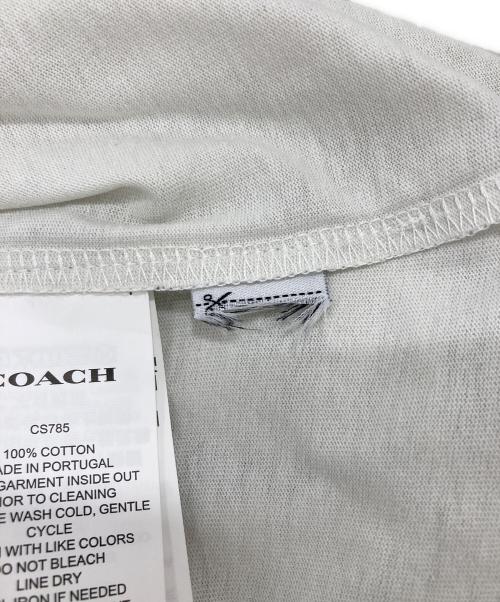 COACH
CS785
100% COTTON
MADE IN PORTUGAL
GARMENT INSIDE OUT
PRIOR TO CLEANING
WASH COLD, GENTLE
CYCLE
WITH LIKE COLORS
DO NOT BLEACH
LINE DRY
IRON IF NEEDED